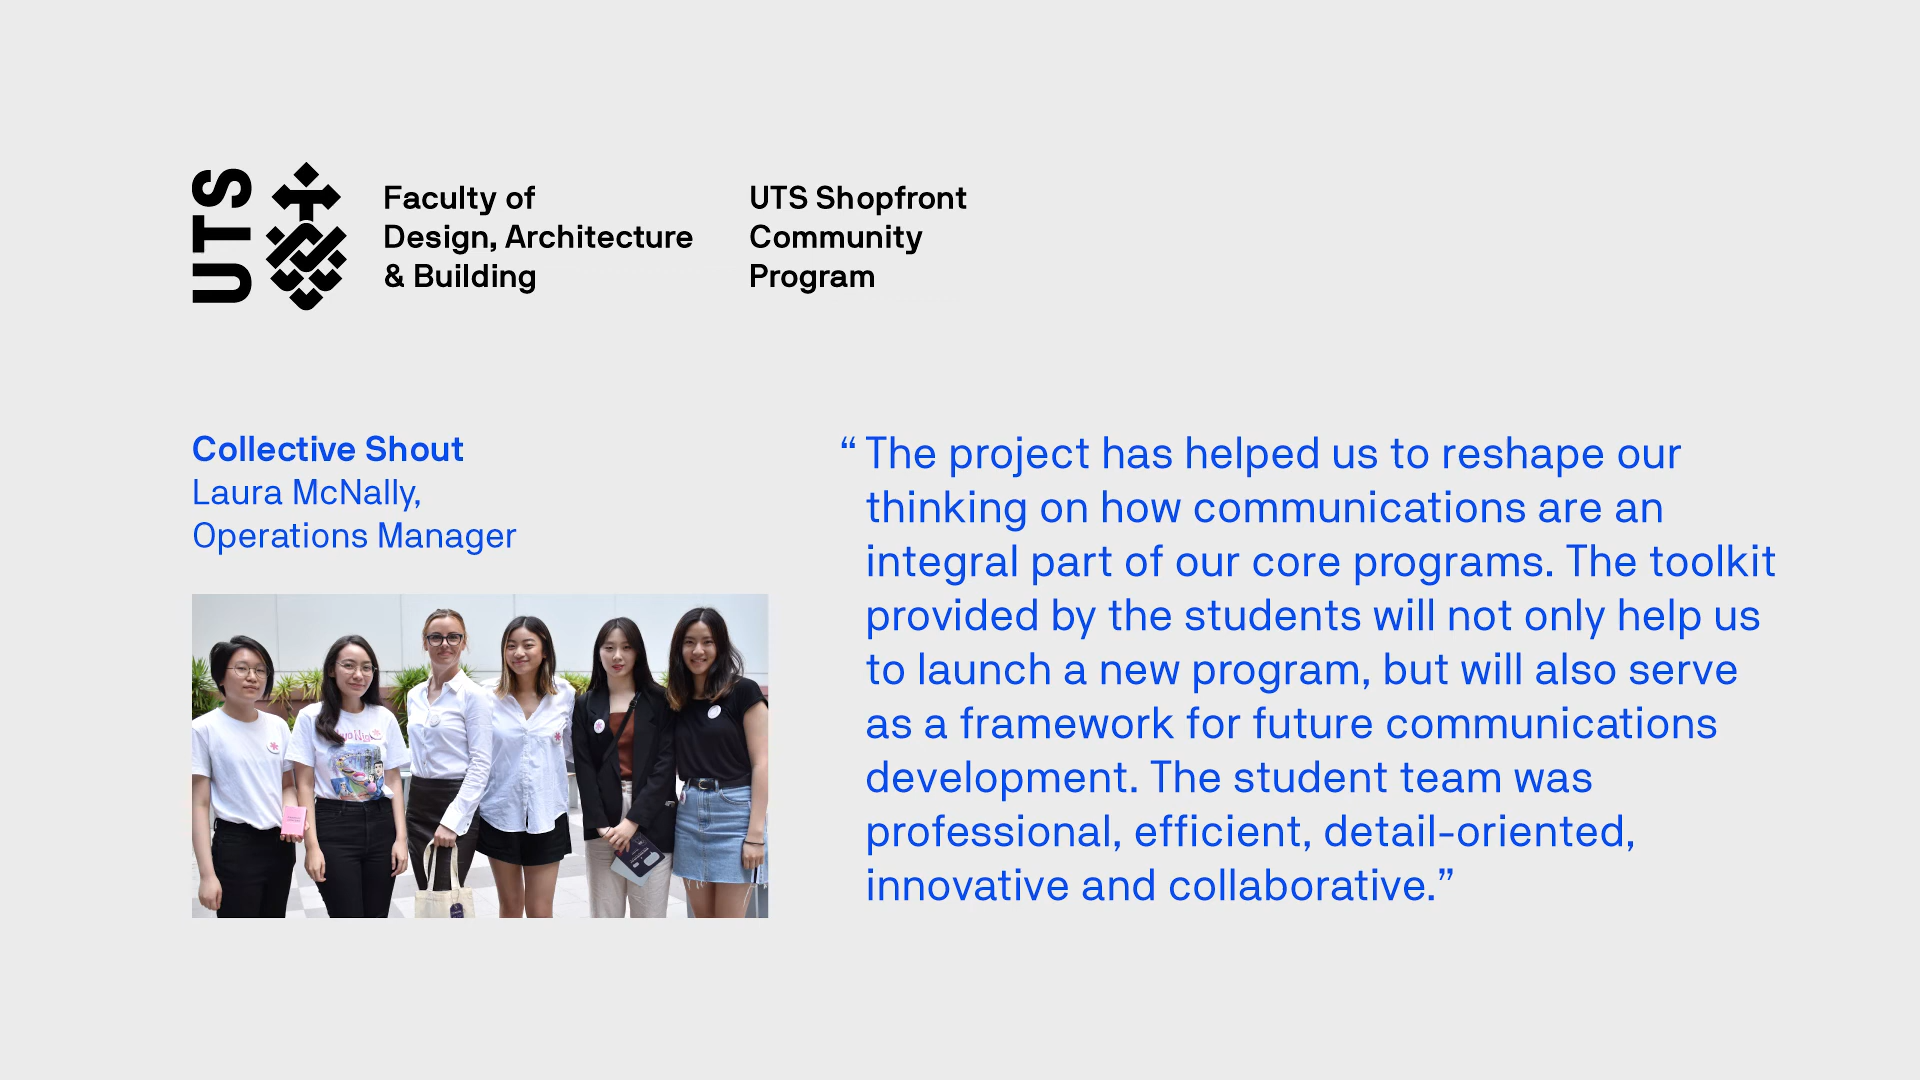 UTS
Faculty of
Design, Architecture
& Building
UTS Shopfront
Community
Program
Collective Shout
Laura McNally,
Operations Manager
“ The project has helped us to reshape our
thinking on how communications are an
integral part of our core programs. The toolkit
provided by the students will not only help us
to launch a new program, but will also serve
as a framework for future communications
development. The student team was
professional, efficient, detail-oriented,
innovative and collaborative.”